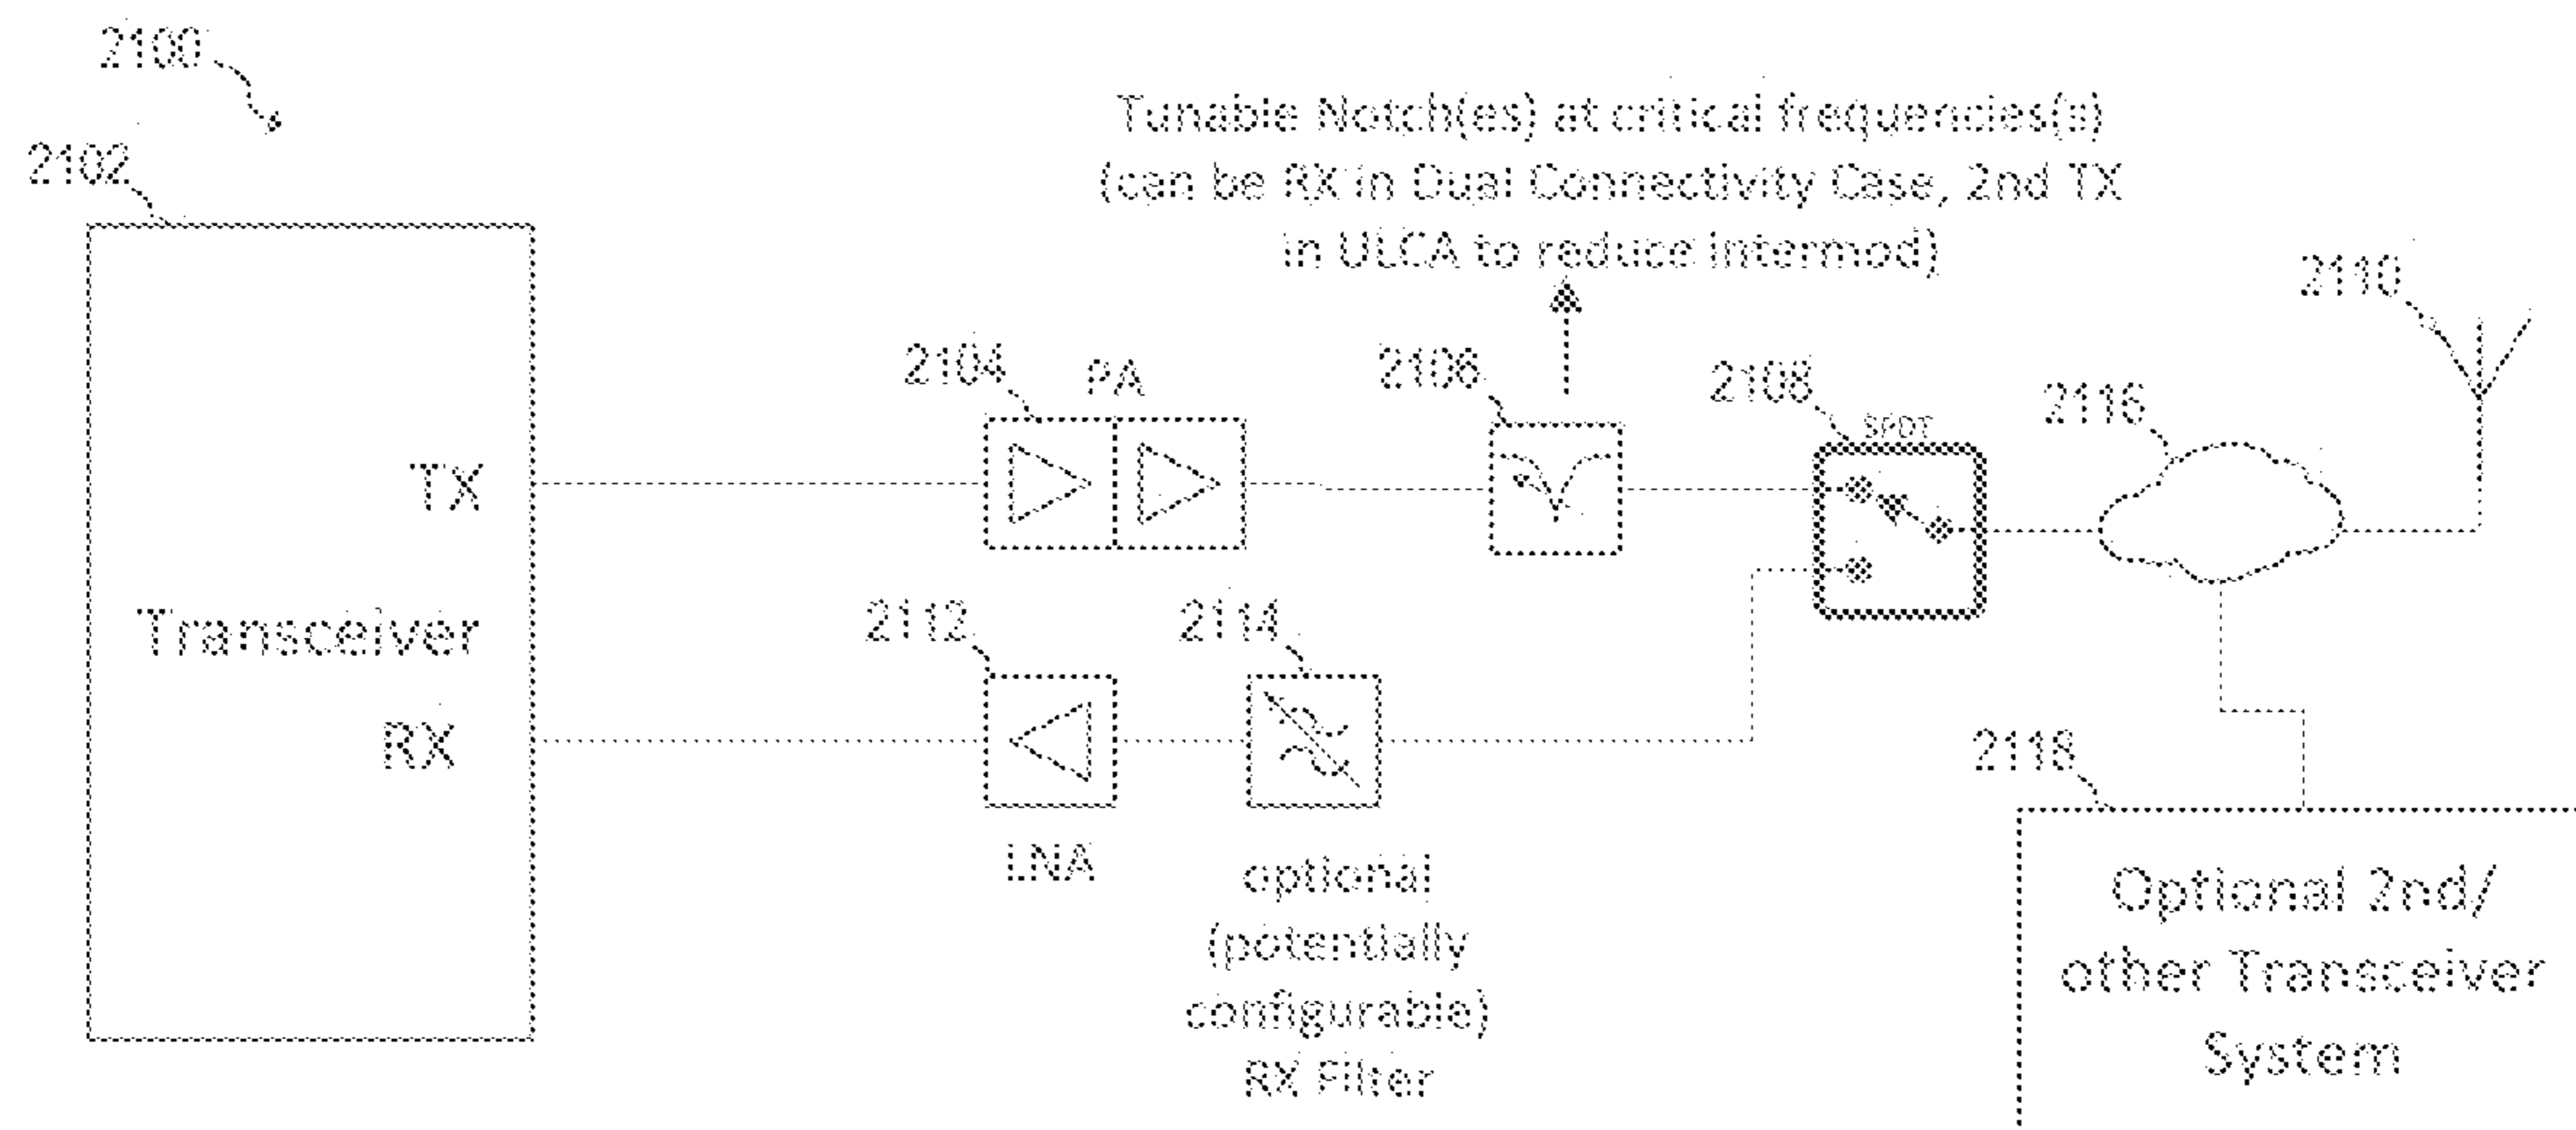 2100
2102
Tunable Notch(es) at critical frequencies(s)
(can be RX in Dual Connectivity Case, 2nd TX
in ULCA to reduce Intermod)
2110
2104
PA
2106
2108
SPDT
2116
TX
Transceiver
RX
2112
2114
LNA
optional
(potentially
configurable)
RX Filter
2118
Optional 2nd/
other Transceiver
System